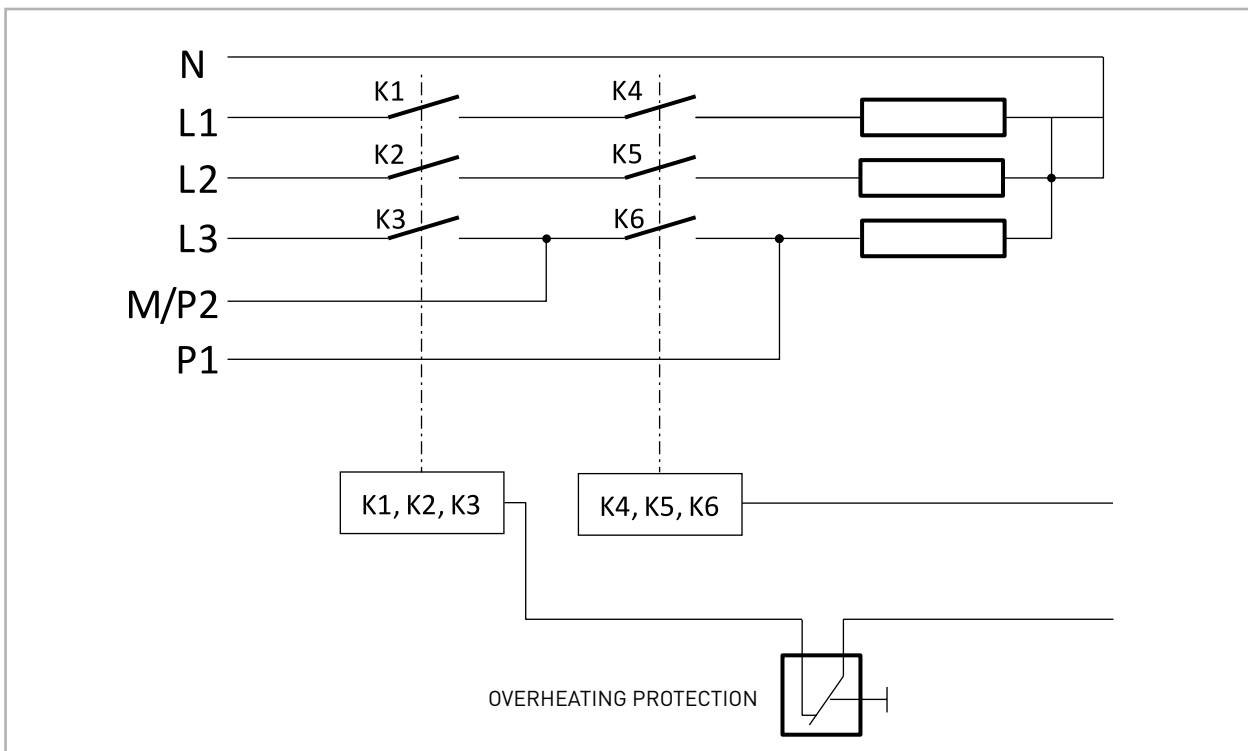 N
K1
K4
L1
K2
K5
L2
K3
K6
L3
M/P2
P1
K1, K2, K3
K4, K5, K6
OVERHEATING PROTECTION